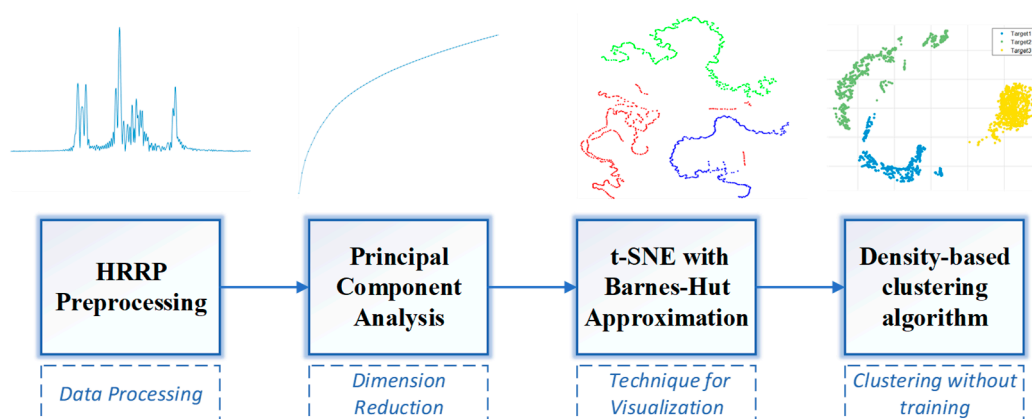 Target1
Target2
Target3
HRRP
Preprocessing
Principal
Component
Analysis
t-SNE with
Barnes-Hut
Approximation
Density-based
clustering
algorithm
Data Processing
Dimension
Reduction
Technique for
Visualization
Clustering without
training